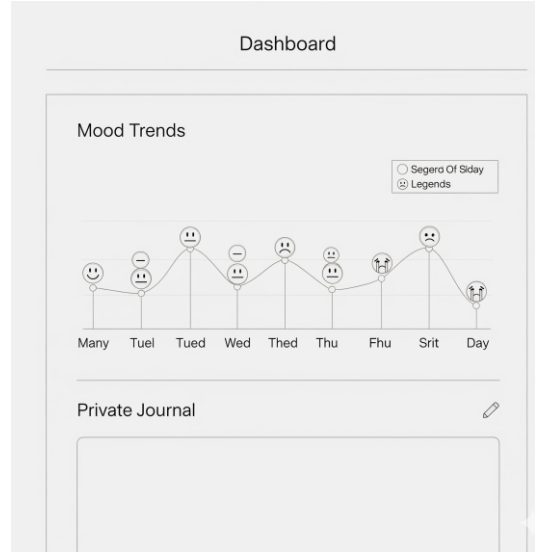 Dashboard
Mood Trends
Segero Of Siday
Legends
Many Tuel Tued Wed Thed Thu Fhu Srit Day
Private Journal